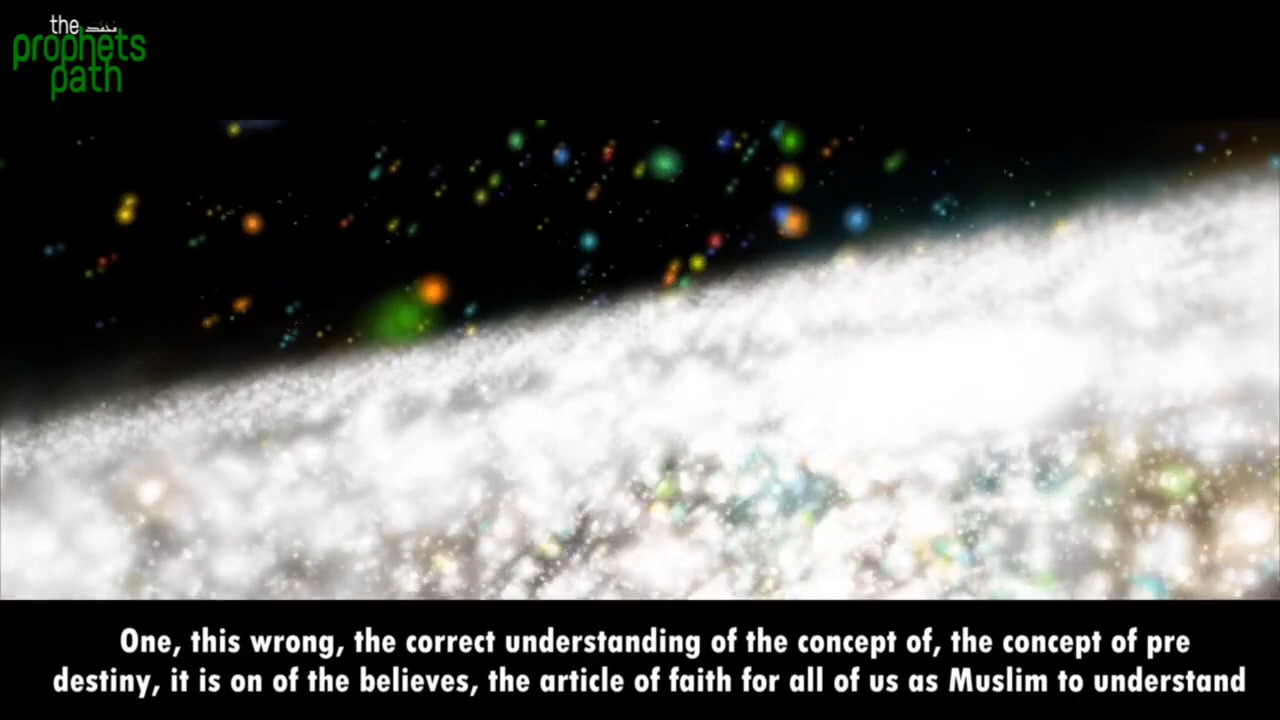 the محمد
prophets
path
One, this wrong, the correct understanding of the concept of, the concept of pre
destiny, it is on of the believes, the article of faith for all of us as Muslim to understand